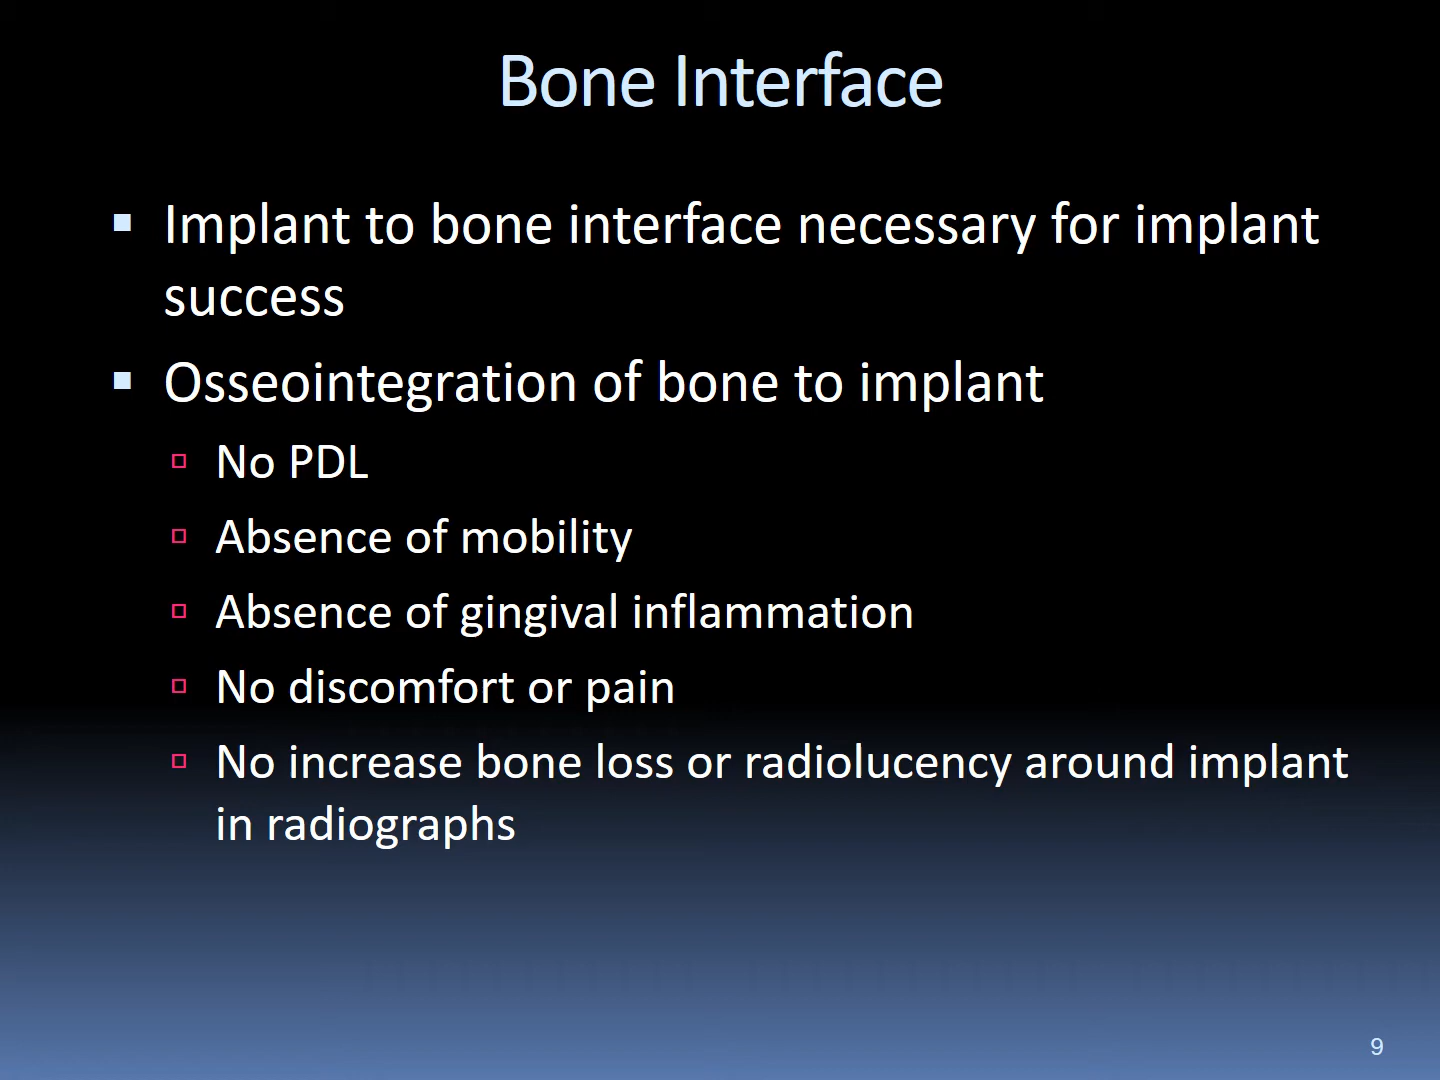 Bone Interface
Implant to bone interface necessary for implant
success
Osseointegration of bone to implant
No PDL
Absence of mobility
Absence of gingival inflammation
No discomfort or pain
No increase bone loss or radiolucency around implant
in radiographs
9